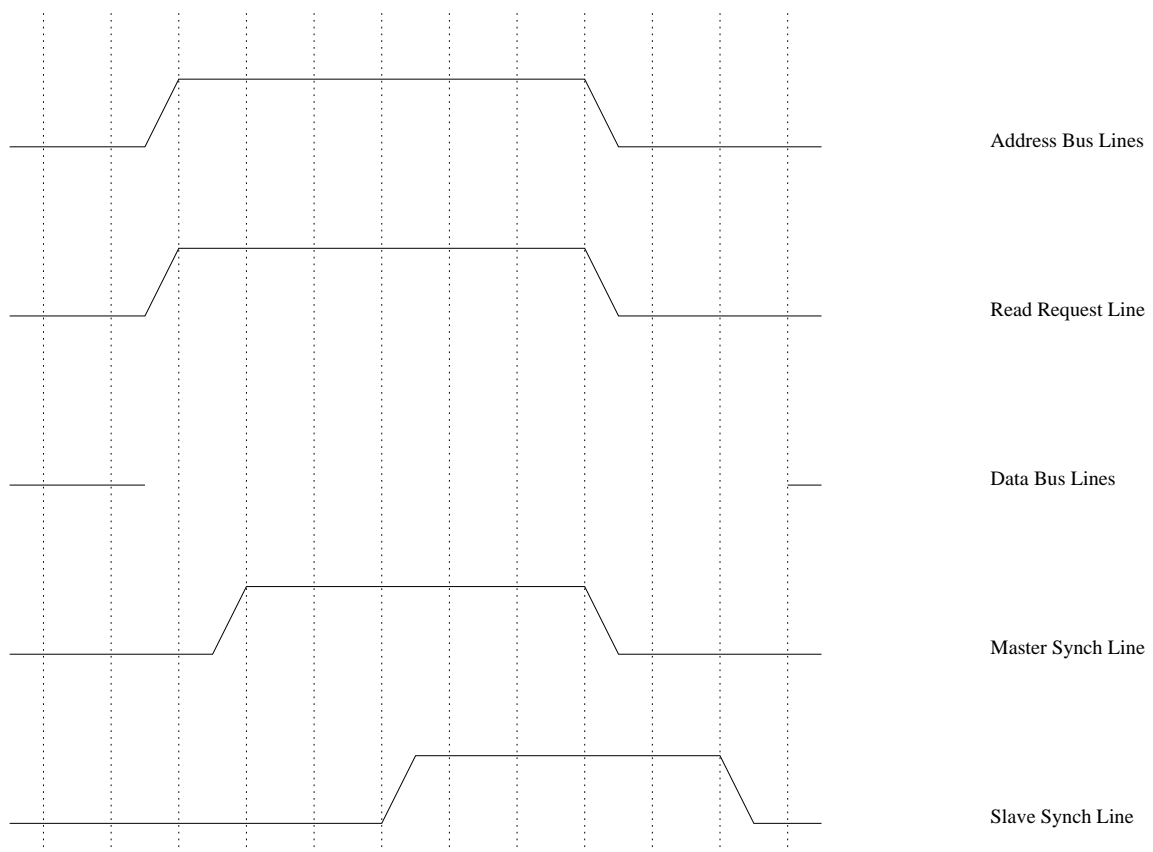 Address Bus Lines
Read Request Line
Data Bus Lines
Master Synch Line
Slave Synch Line